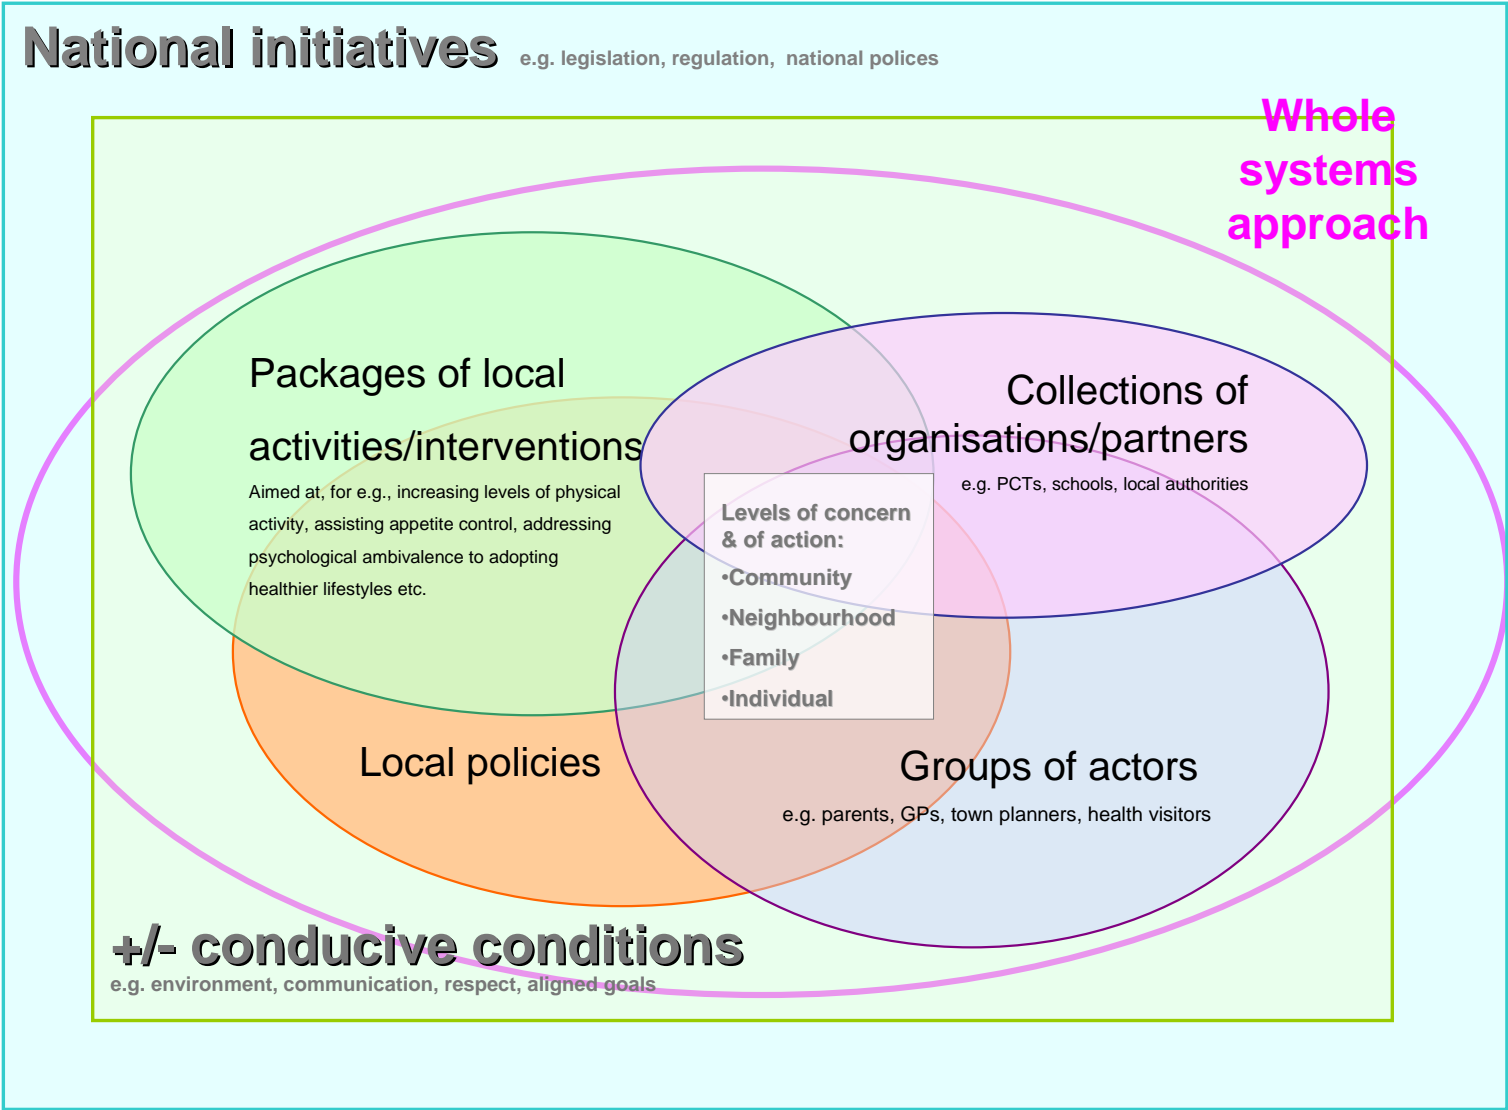 National initiatives e.g. legislation, regulation, national polices
Whole
systems
approach
Packages of local
activities/interventions
Aimed at, for e.g., increasing levels of physical
activity, assisting appetite control, addressing
psychological ambivalence to adopting
healthier lifestyles etc.
Collections of
organisations/partners
e.g. PCTs, schools, local authorities
Levels of concern
& of action:
•Community
•Neighbourhood
•Family
•Individual
Local policies
Groups of actors
e.g. parents, GPs, town planners, health visitors
+/- conducive conditions
e.g. environment, communication, respect, aligned goals